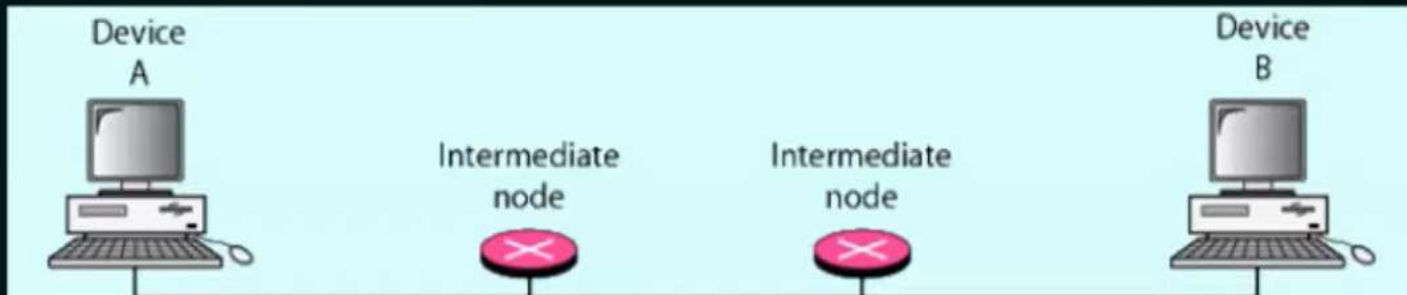 Device
A
Intermediate
node
Intermediate
node
Device
B